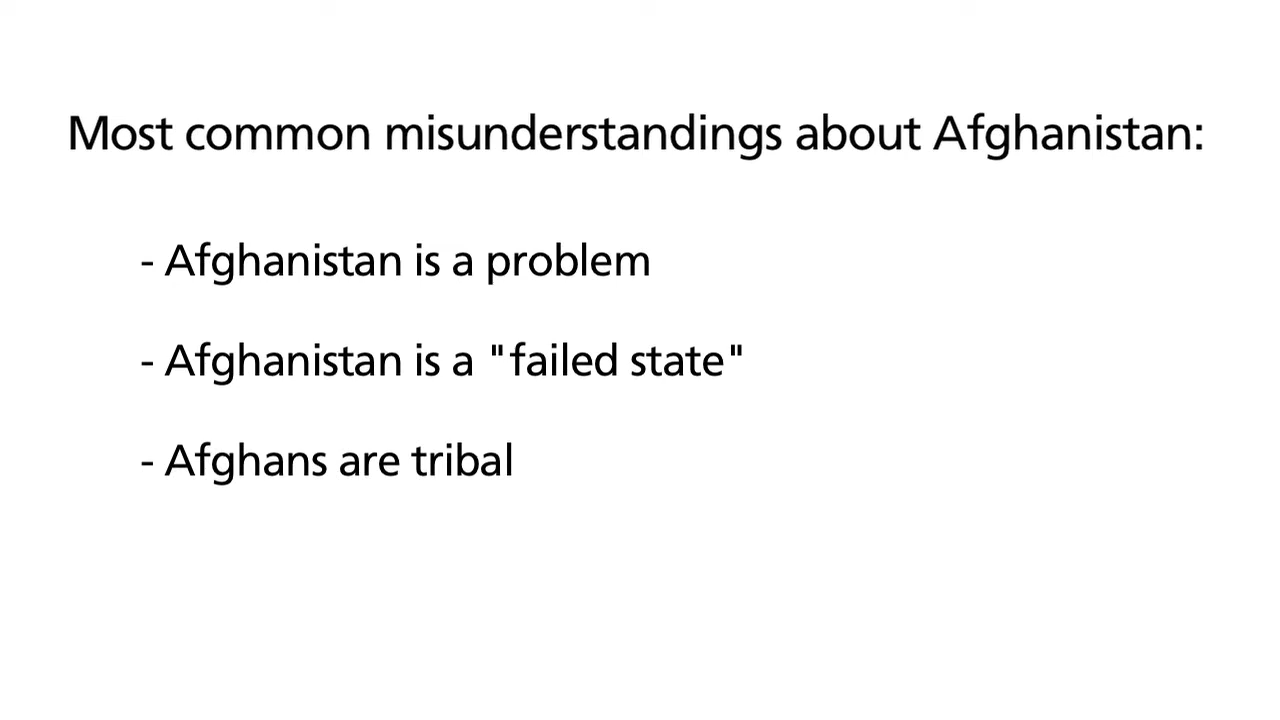 Most common misunderstandings about Afghanistan:
- Afghanistan is a problem
- Afghanistan is a "failed state"
- Afghans are tribal